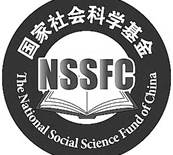 国家社会科学基金
NSSFC
The National Social Science Fund of China